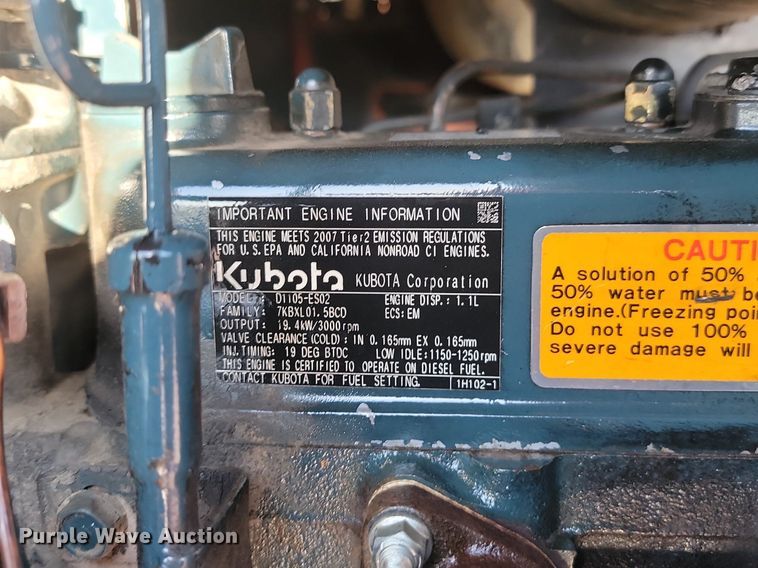 IMPORTANT ENGINE INFORMATION
THIS ENGINE MEETS 2007 Tier2 EMISSION REGULATIONS
FOR U.S. EPA AND CALIFORNIA NONROAD CI ENGINES.
Kubota KUBOTA Corporation
MODEL: D1105-ES02 ENGINE DISP.: 1.1L
FAMILY: 7KBXL01.5BCD ECS: EM
OUTPUT: 19.4kW/3000rpm
VALVE CLEARANCE (COLD): IN 0.165mm EX 0.165mm
INJ.TIMING: 19 DEG BTDC LOW IDLE:1150-1250rpm
THIS ENGINE IS CERTIFIED TO OPERATE ON DIESEL FUEL.
CONTACT KUBOTA FOR FUEL SETTING. 1H102-1
CAUTI
A solution of 50%
50% water must be
engine.(Freezing poi
Do not use 100%
severe damage will
Purple Wave Auction®